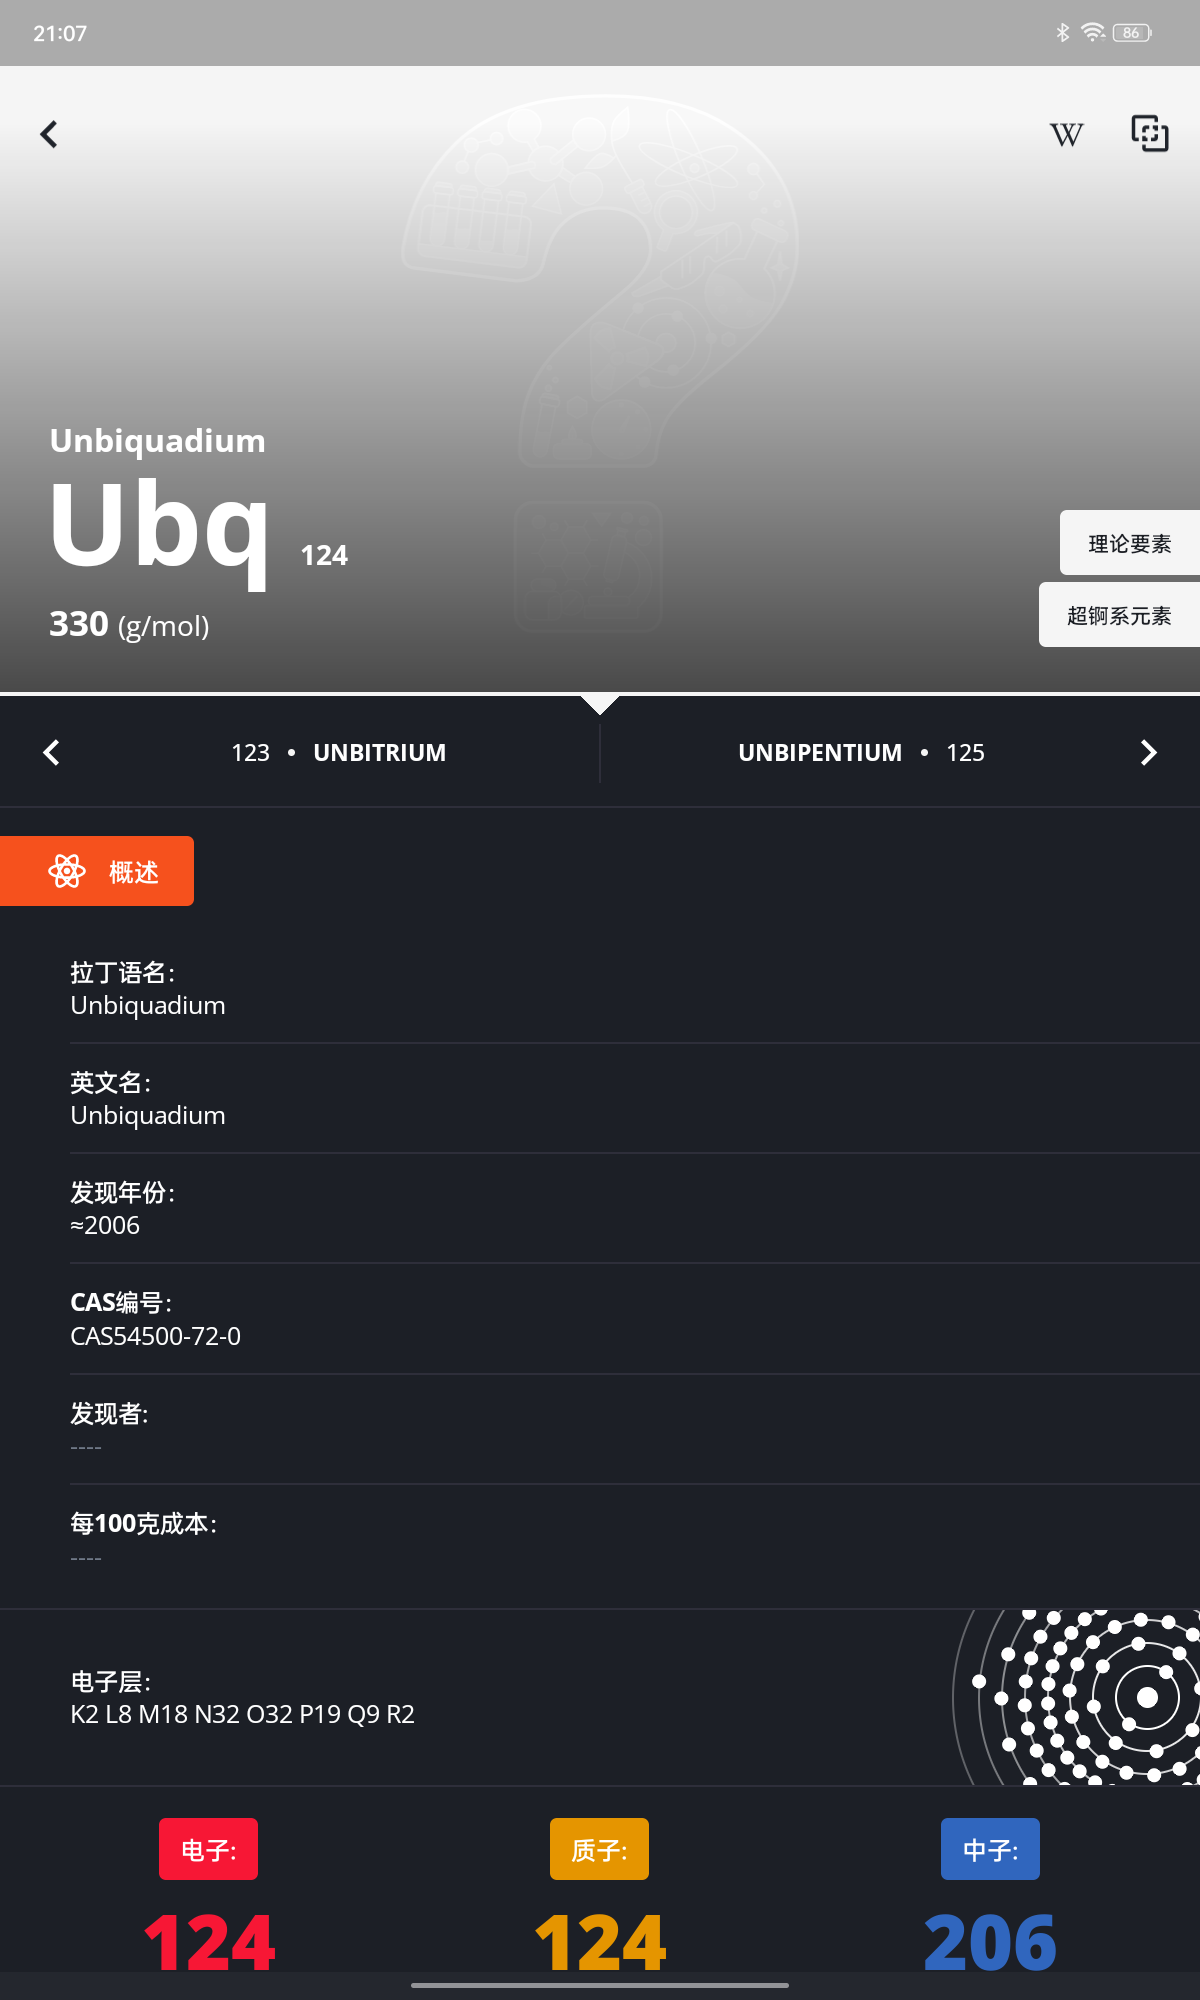 21:07
86
W
Unbiquadium
Ubq 124
330 (g/mol)
理论要素
超锕系元素
123 • UNBITRIUM
UNBIPENTIUM • 125
概述
拉丁语名:
Unbiquadium
英文名:
Unbiquadium
发现年份:
≈2006
CAS编号:
CAS54500-72-0
发现者:
----
每100克成本:
----
电子层:
K2 L8 M18 N32 O32 P19 Q9 R2
电子:
质子:
中子:
124
124
206